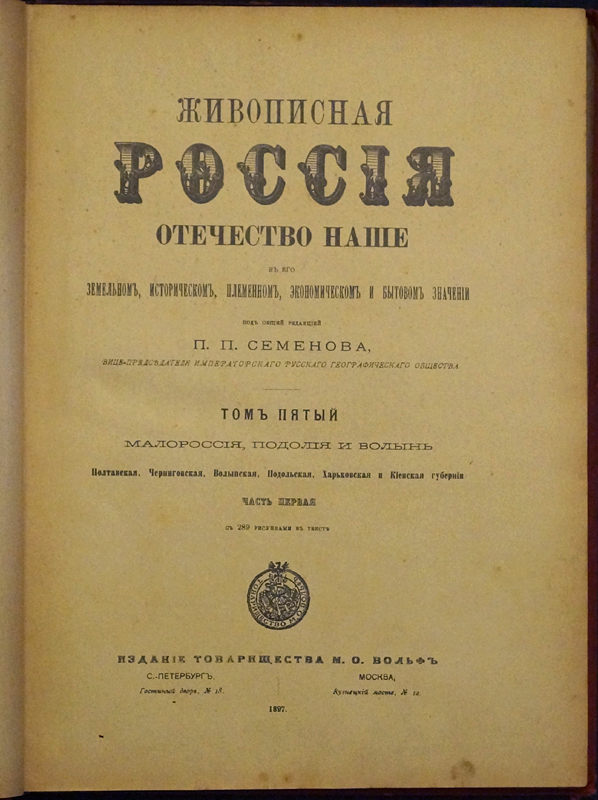 ЖИВОПИСНАЯ
РОССІЯ
ОТЕЧЕСТВО НАШЕ
ВЪ ЕГО
ЗЕМЕЛЬНОМЪ, ИСТОРИЧЕСКОМЪ, ПЛЕМЕННОМЪ, ЭКОНОМИЧЕСКОМЪ И БЫТОВОМЪ ЗНАЧЕНІИ
ПОДЪ ОБЩЕЙ РЕДАКЦІЕЙ
П. П. СЕМЕНОВА,
ВИЦЕ-ПРЕДСѢДАТЕЛЯ ИМПЕРАТОРСКАГО РУССКАГО ГЕОГРАФИЧЕСКАГО ОБЩЕСТВА
ТОМЪ ПЯТЫЙ
МАЛОРОССІЯ, ПОДОЛІЯ И ВОЛЫНЬ
Полтавская, Черниговская, Волынская, Подольская, Харьковская и Кіевская губерніи
ЧАСТЬ ПЕРВАЯ
СЪ 289 РИСУНКАМИ ВЪ ТЕКСТѢ
ИЗДАНІЕ ТОВАРИЩЕСТВА М. О. ВОЛЬФЪ
С.-ПЕТЕРБУРГЪ,
Гостинный дворъ, № 18.
МОСКВА,
Кузнецкій мостъ, № 12.
1897.